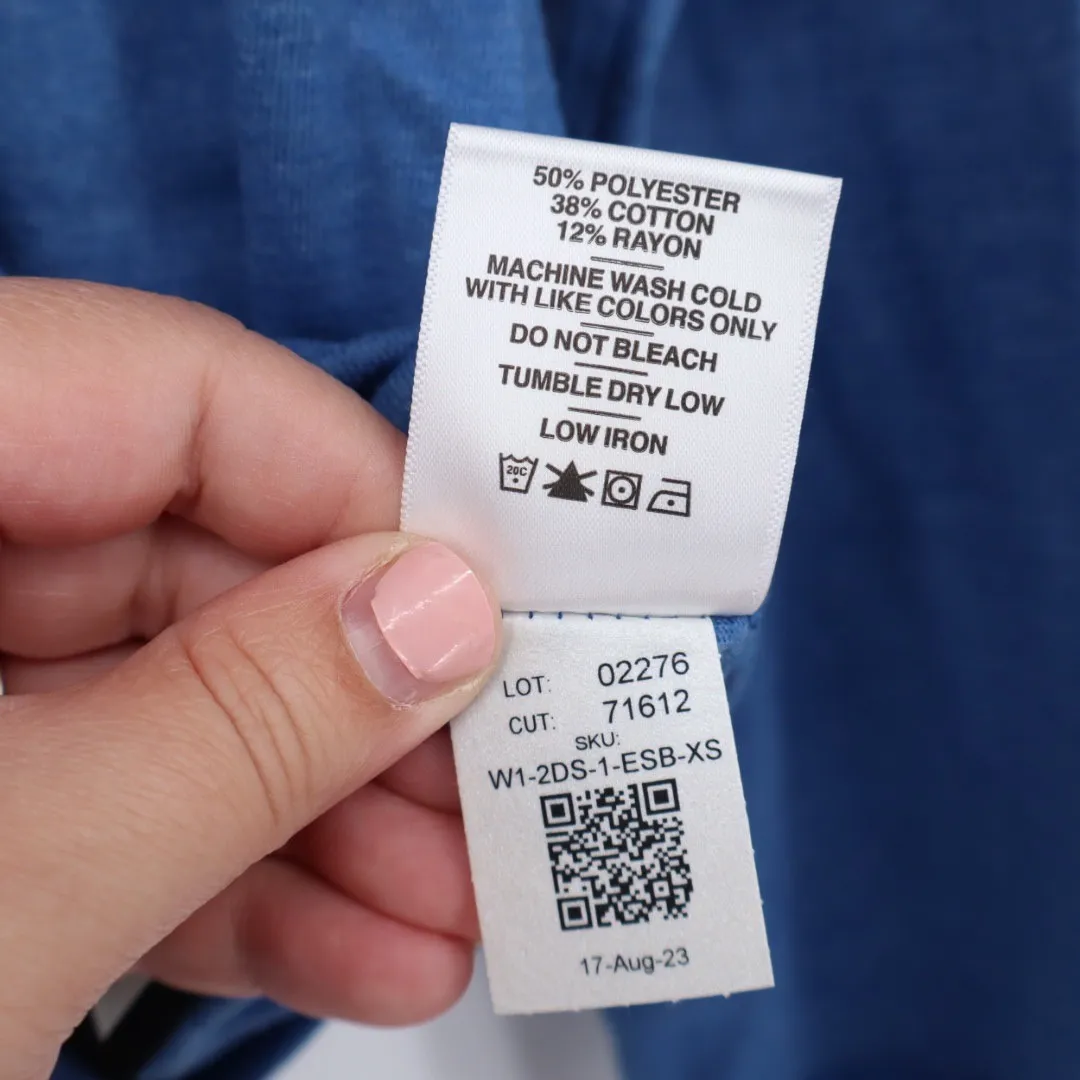 50% POLYESTER
38% COTTON
12% RAYON
MACHINE WASH COLD
WITH LIKE COLORS ONLY
DO NOT BLEACH
TUMBLE DRY LOW
LOW IRON
20C
LOT: 02276
CUT: 71612
SKU:
W1-2DS-1-ESB-XS
17-Aug-23